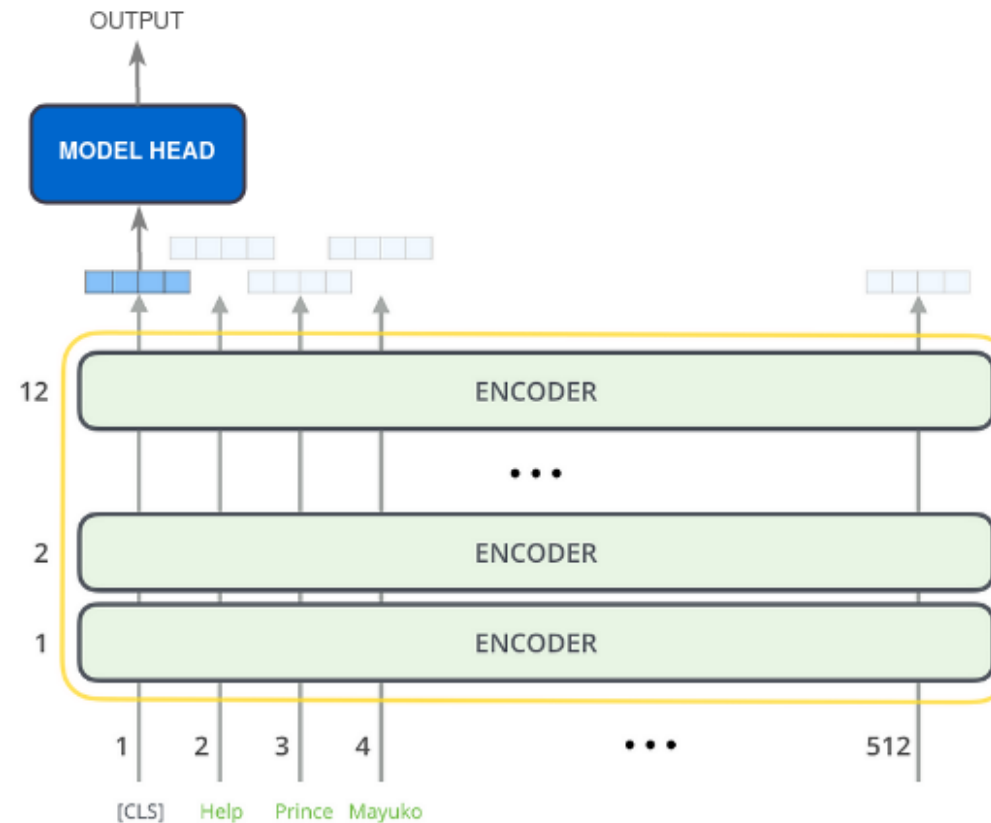 OUTPUT
MODEL HEAD
12 ENCODER
•••
2 ENCODER
1 ENCODER
1 2 3 4 ••• 512
[CLS] Help Prince Mayuko